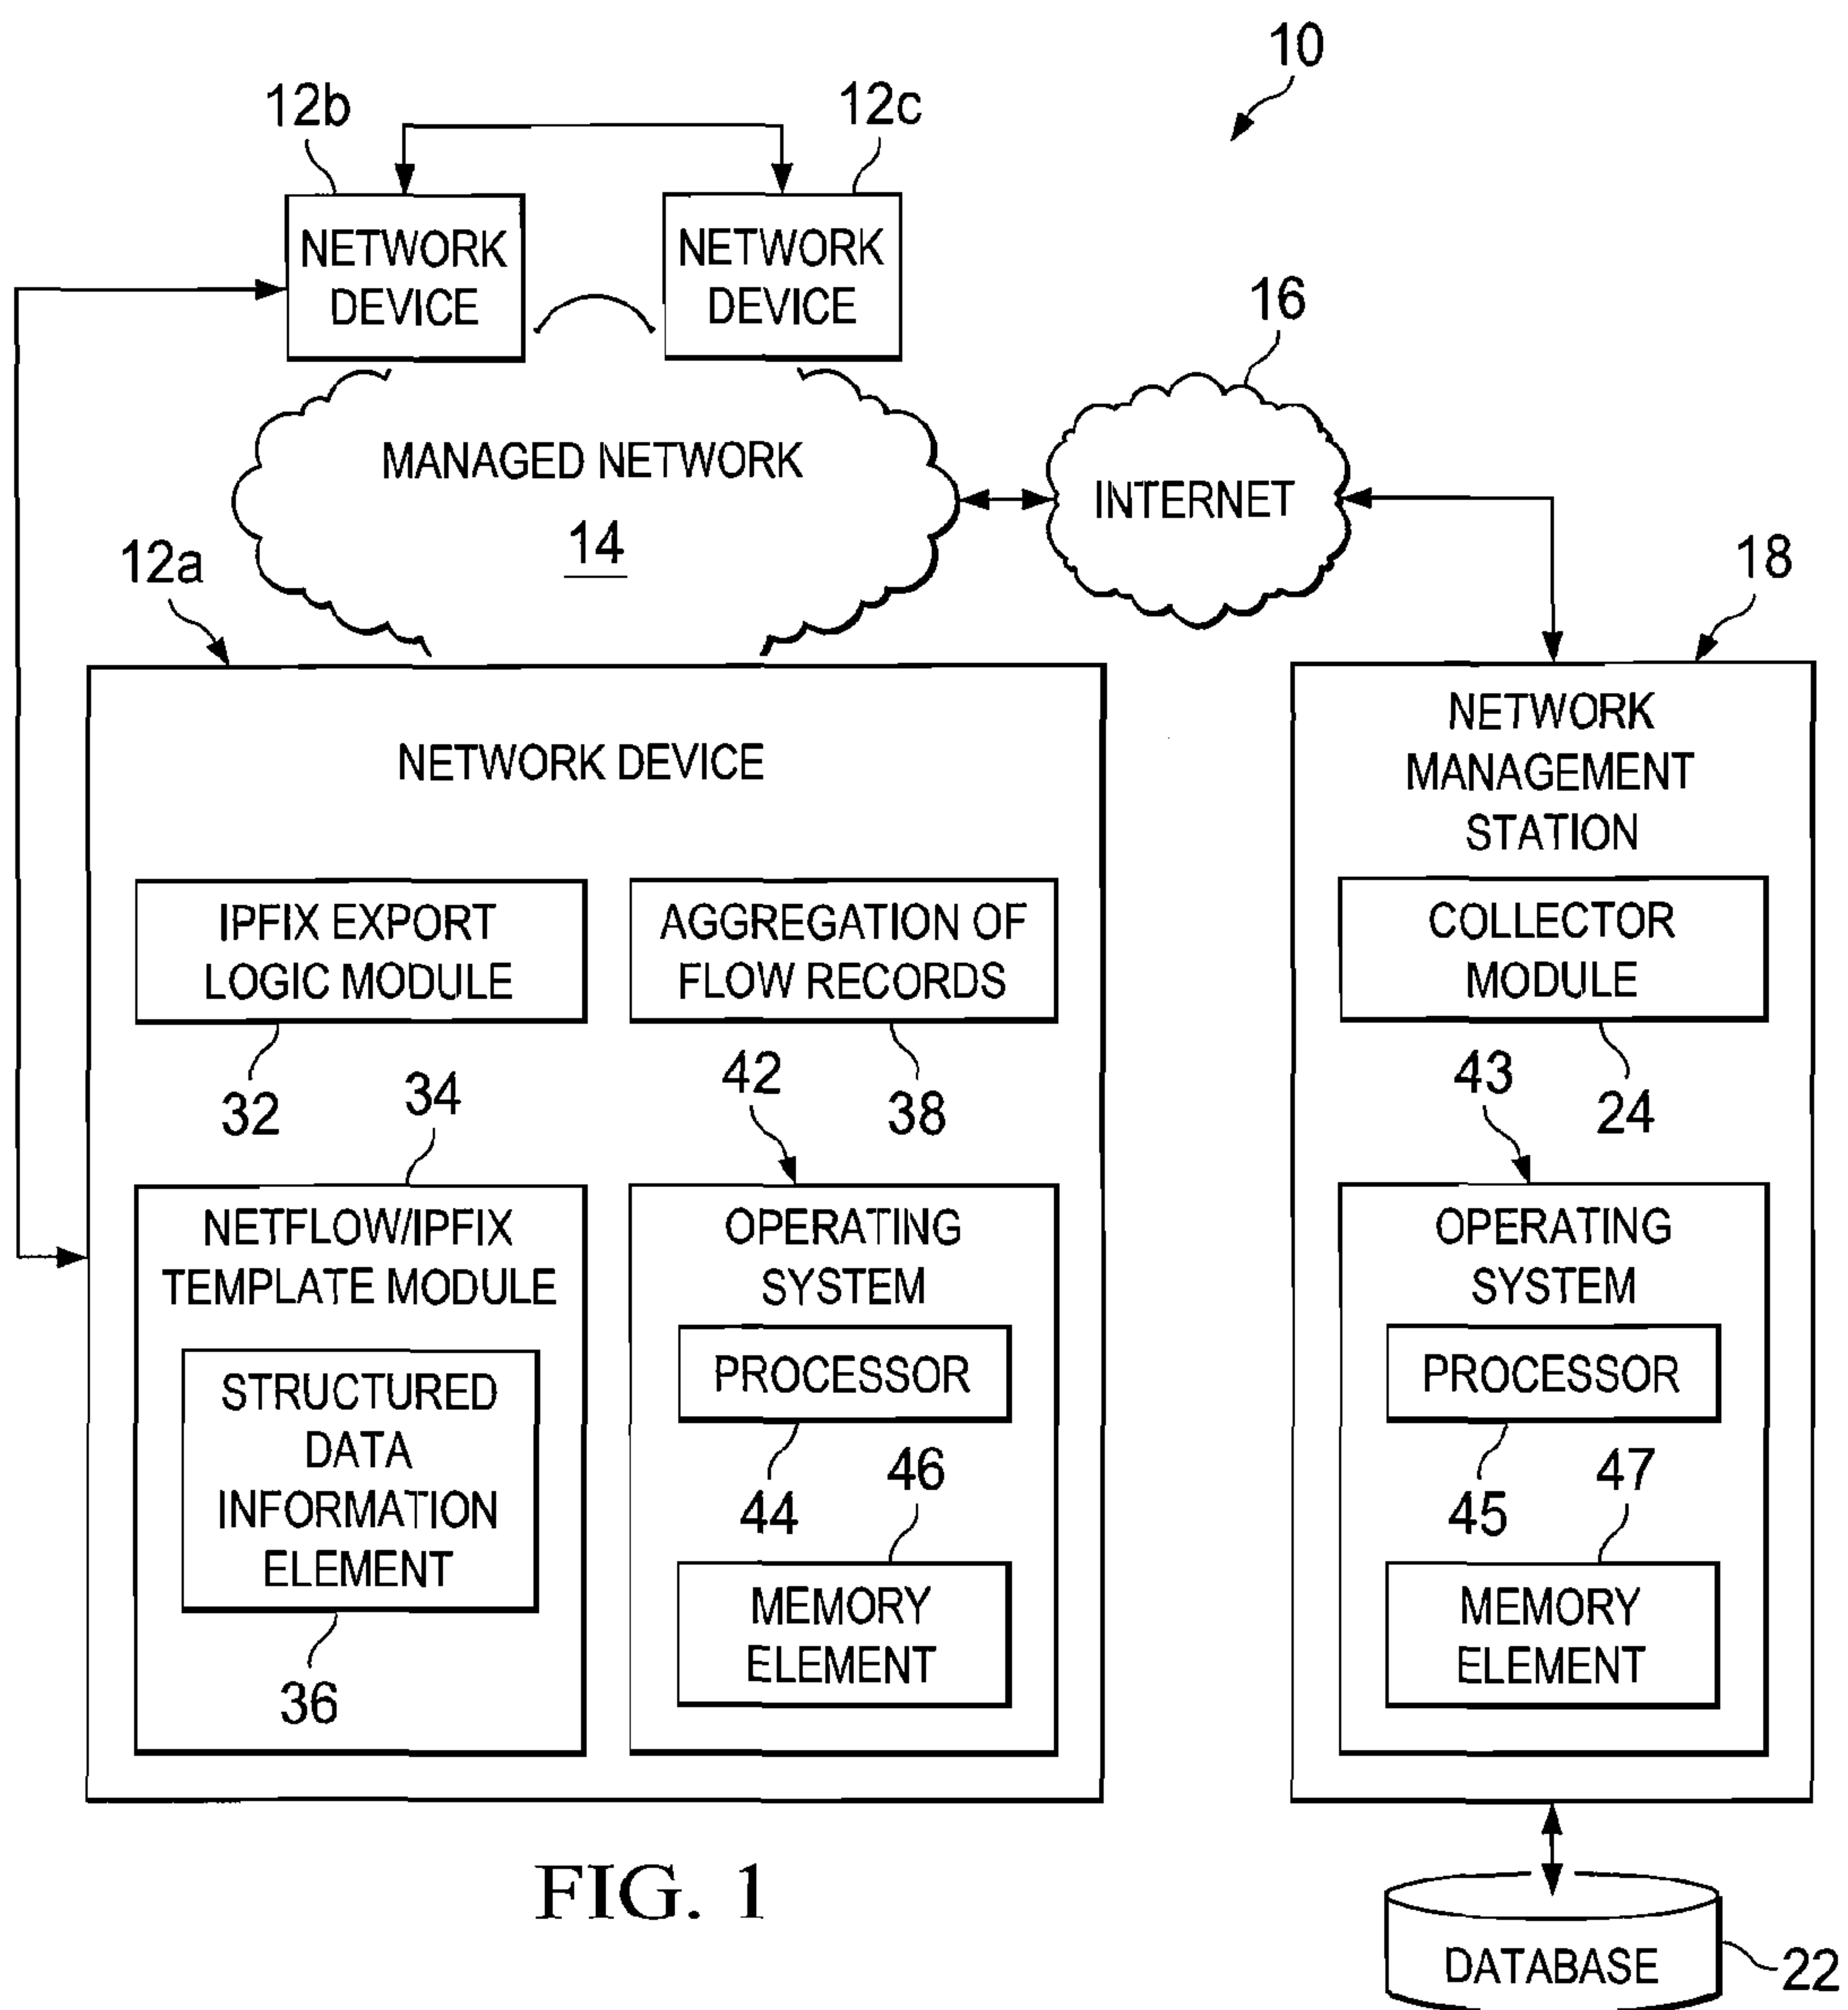 10
12b
12c
NETWORK
DEVICE
NETWORK
DEVICE
16
MANAGED NETWORK
14
INTERNET
12a
18
NETWORK DEVICE
NETWORK
MANAGEMENT
STATION
IPFIX EXPORT
LOGIC MODULE
AGGREGATION OF
FLOW RECORDS
COLLECTOR
MODULE
32
34
42
38
43
24
NETFLOW/IPFIX
TEMPLATE MODULE
STRUCTURED
DATA
INFORMATION
ELEMENT
36
OPERATING
SYSTEM
PROCESSOR
44
46
MEMORY
ELEMENT
OPERATING
SYSTEM
PROCESSOR
45
47
MEMORY
ELEMENT
FIG. 1
DATABASE
22